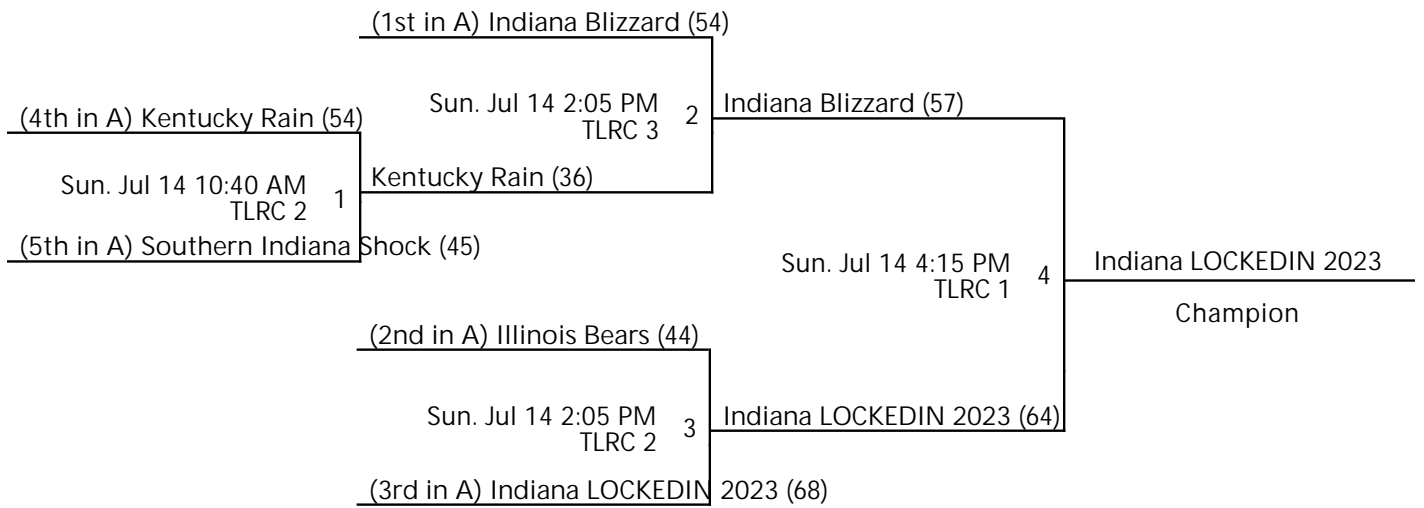 (1st in A) Indiana Blizzard (54)
Sun. Jul 14 2:05 PM
TLRC 3
2
Indiana Blizzard (57)
(4th in A) Kentucky Rain (54)
Sun. Jul 14 10:40 AM
TLRC 2
1
Kentucky Rain (36)
(5th in A) Southern Indiana Shock (45)
Sun. Jul 14 4:15 PM
TLRC 1
4
Indiana LOCKEDIN 2023
Champion
(2nd in A) Illinois Bears (44)
Sun. Jul 14 2:05 PM
TLRC 2
3
Indiana LOCKEDIN 2023 (64)
(3rd in A) Indiana LOCKEDIN 2023 (68)